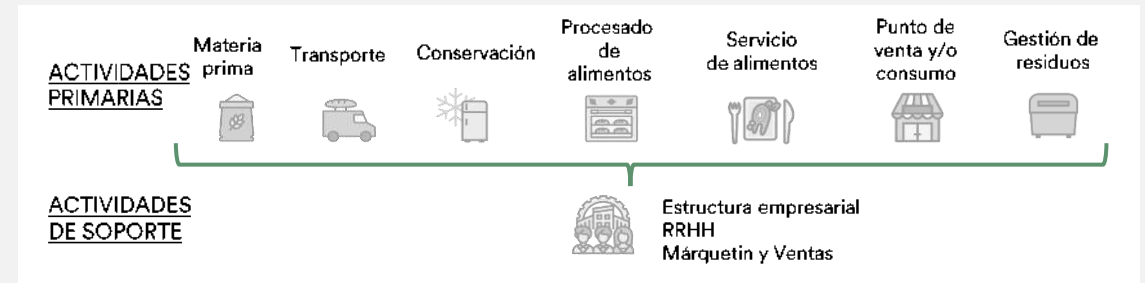 ACTIVIDADES
PRIMARIAS
Materia
prima
Transporte
Conservación
Procesado
de
alimentos
Servicio
de alimentos
Punto de
venta y/o
consumo
Gestión de
residuos
ACTIVIDADES
DE SOPORTE
Estructura empresarial
RRHH
Márquetin y Ventas